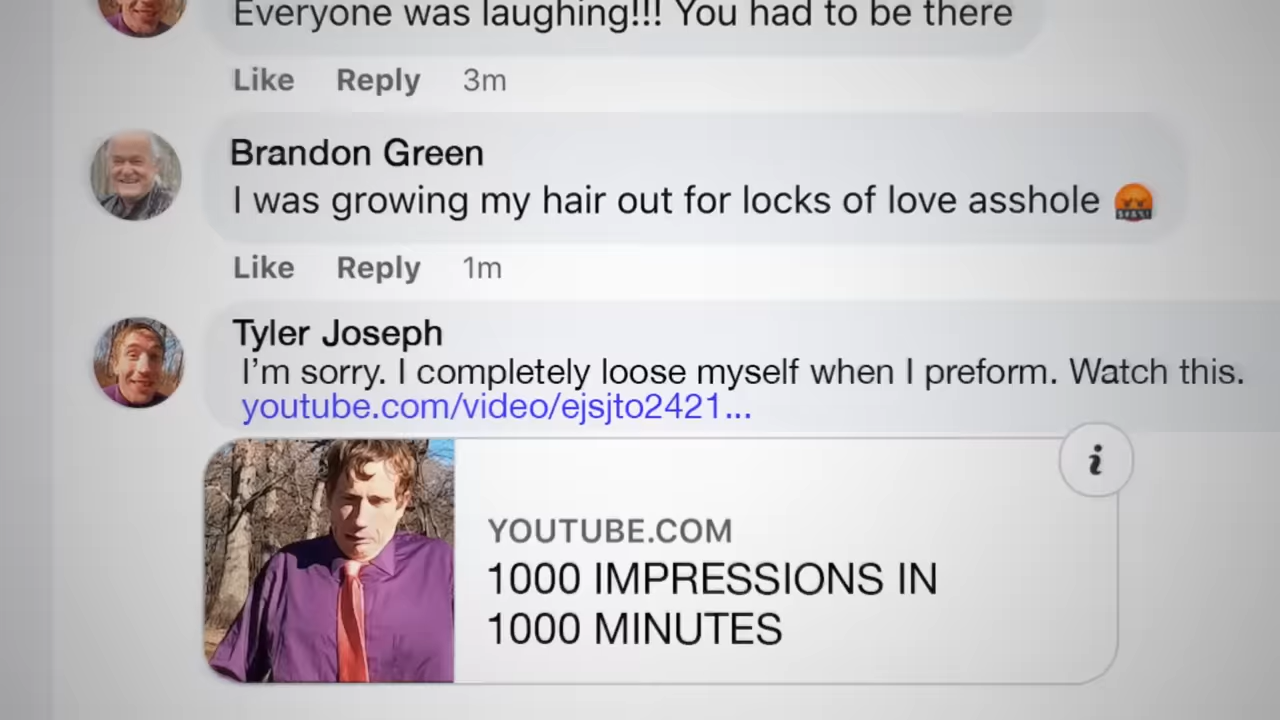 Everyone was laughing!!! You had to be there
Like Reply 3m
Brandon Green
I was growing my hair out for locks of love asshole 🤬
Like Reply 1m
Tyler Joseph
I'm sorry. I completely loose myself when I preform. Watch this.
youtube.com/video/ejsjto2421...
i
YOUTUBE.COM
1000 IMPRESSIONS IN
1000 MINUTES